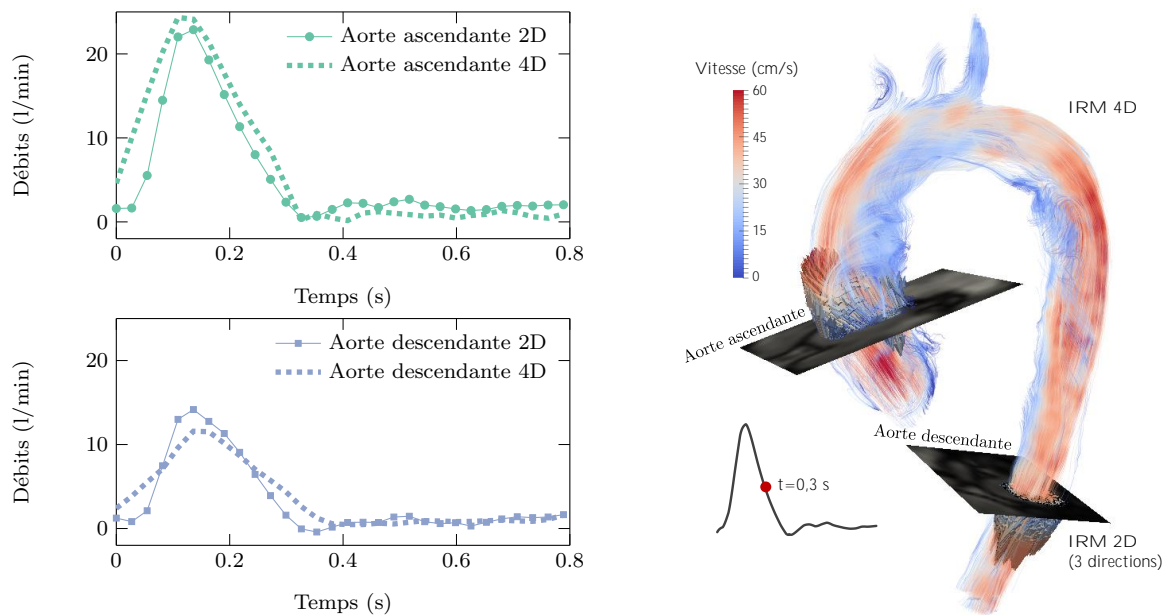 Débits (l/min)
20
10
0
Aorte ascendante 2D
Aorte ascendante 4D
0
0.2
0.4
0.6
0.8
Temps (s)
Débits (l/min)
20
10
0
Aorte descendante 2D
Aorte descendante 4D
0
0.2
0.4
0.6
0.8
Temps (s)
Vitesse (cm/s)
60
45
30
15
0
IRM 4D
Aorte ascendante
Aorte descendante
t=0,3 s
IRM 2D
(3 directions)